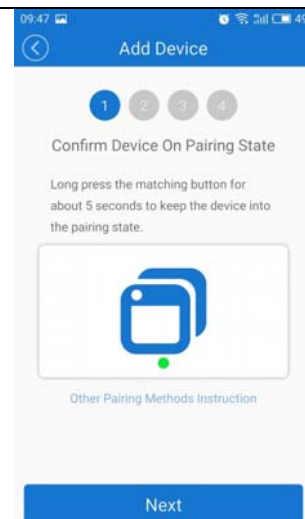 09:47 49
Add Device
1 2 3 4
Confirm Device On Pairing State
Long press the matching button for
about 5 seconds to keep the device into
the pairing state.
Other Pairing Methods Instruction
Next